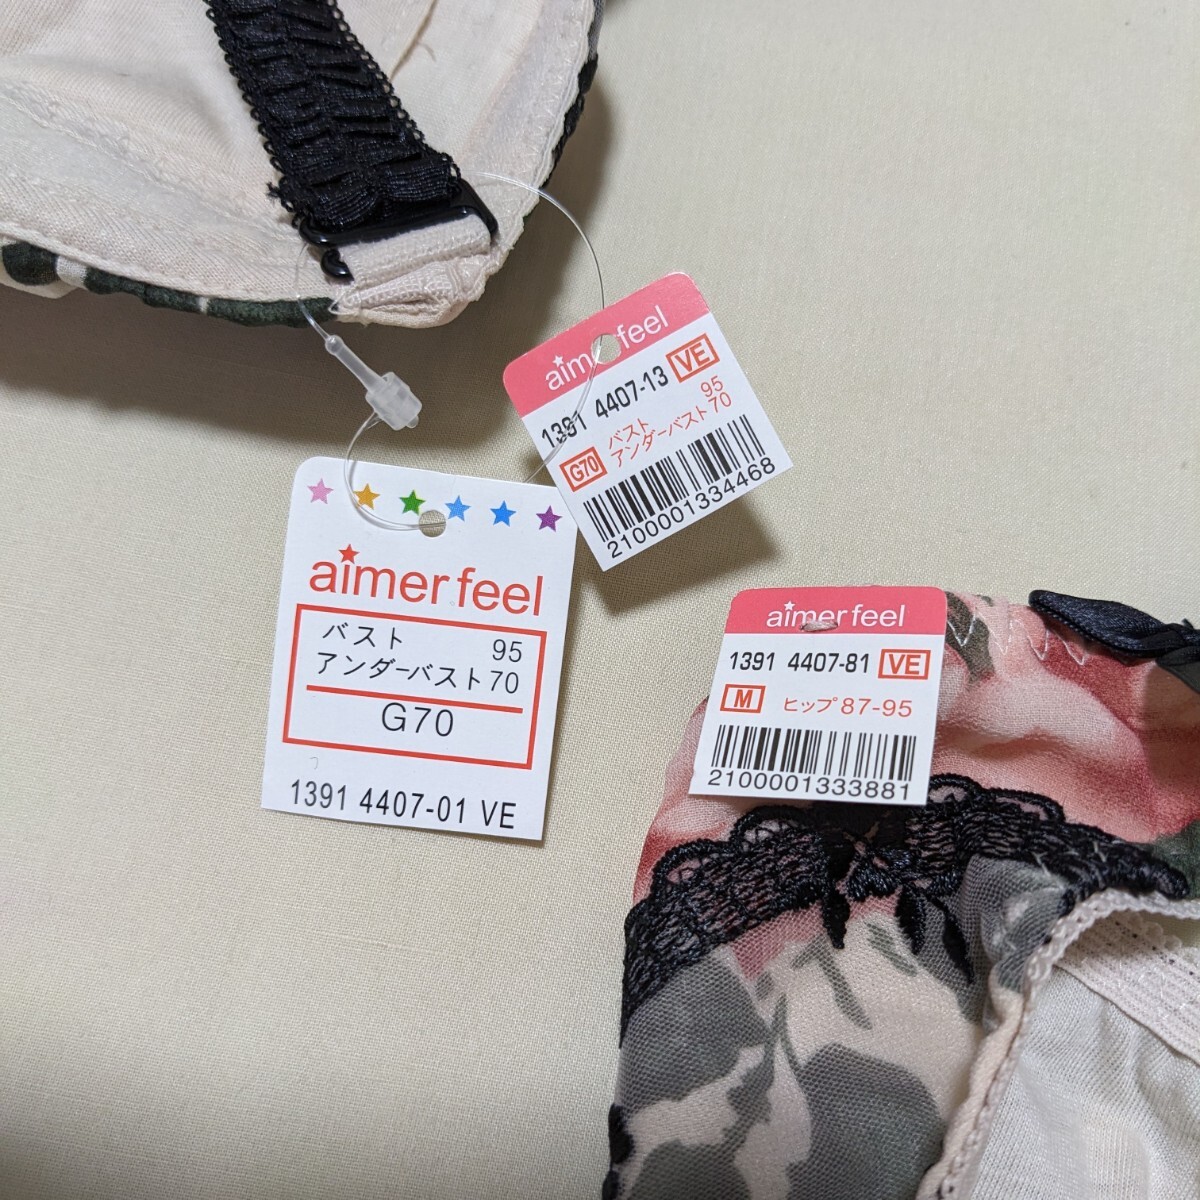 aimer feel
1391 4407-13 VE
G70
バスト 95
アンダーバスト 70
2100001334468
aimer feel
バスト 95
アンダーバスト 70
G70
1391 4407-01 VE
aimer feel
1391 4407-81 VE
M ヒップ 87-95
2100001333881